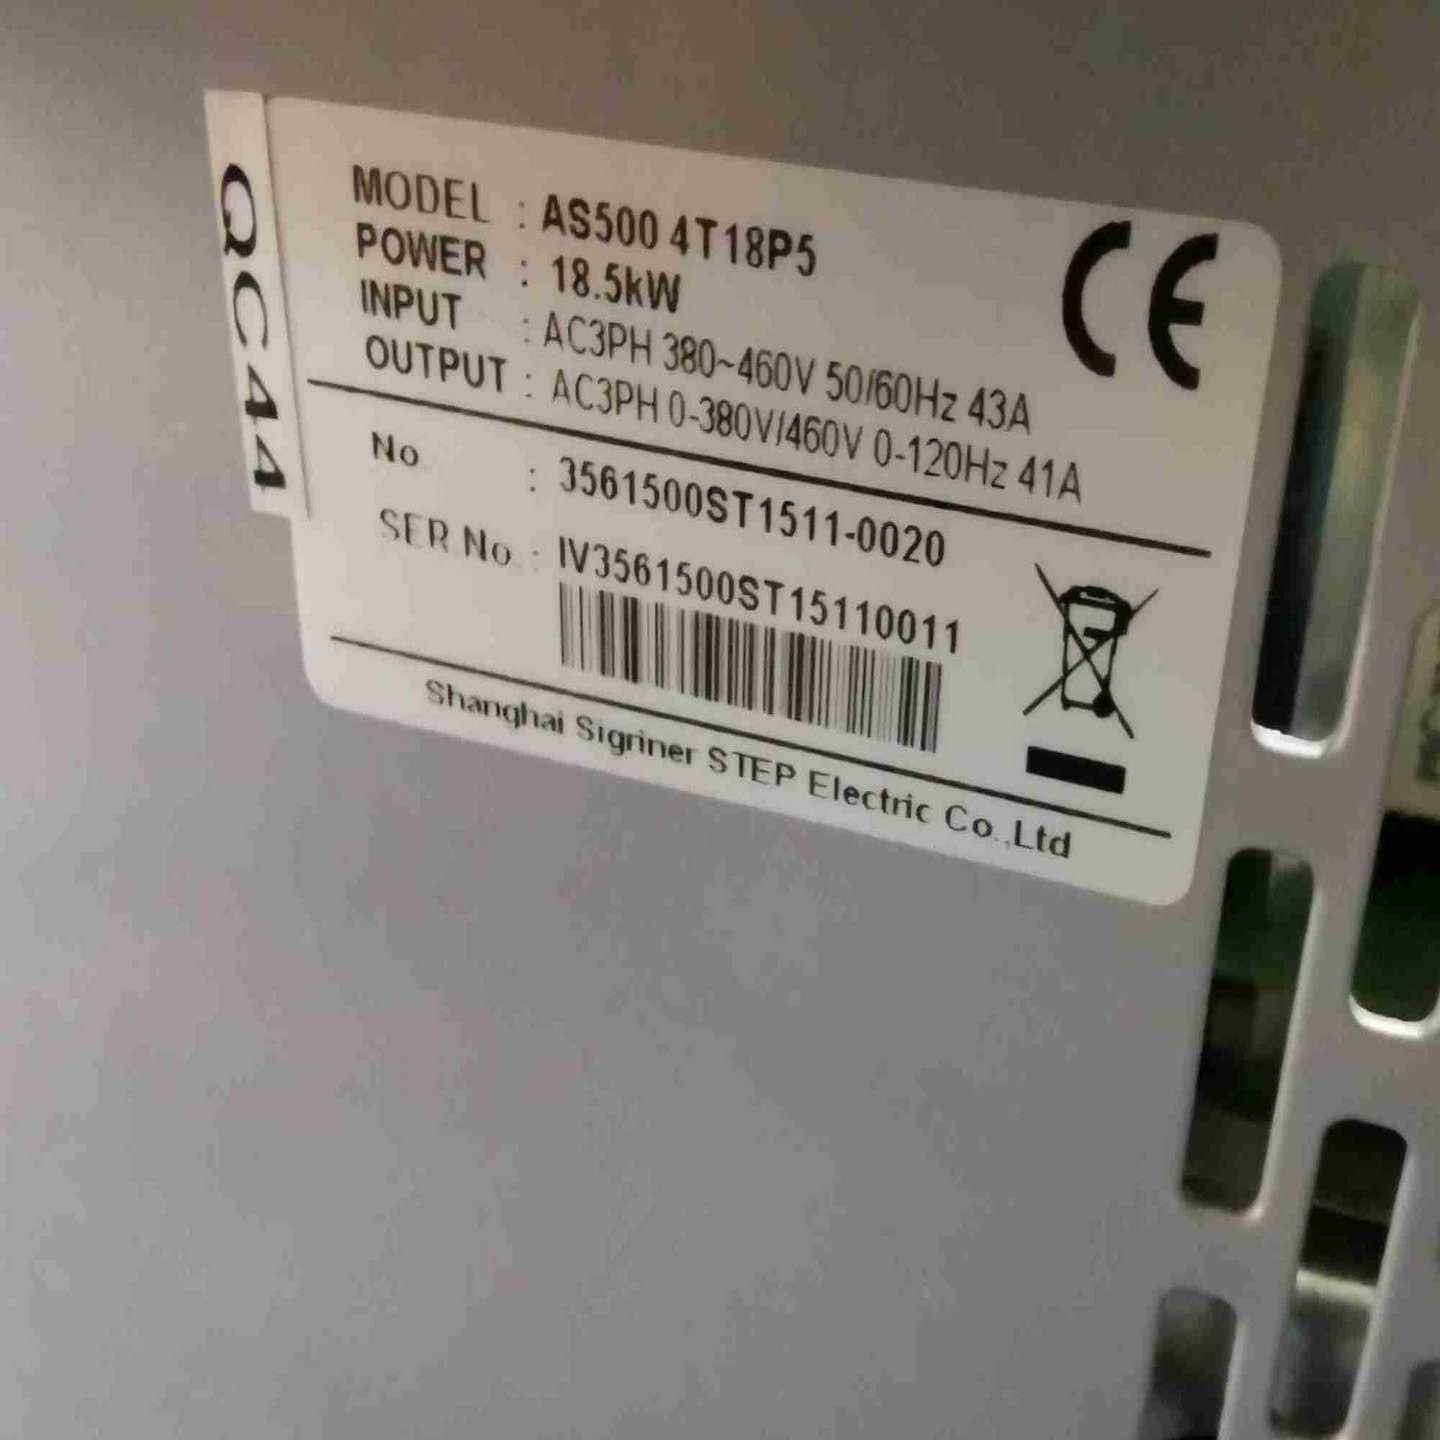 QC44
MODEL : AS500 4T18P5
POWER : 18.5kW
INPUT : AC3PH 380~460V 50/60Hz 43A
OUTPUT : AC3PH 0-380V/460V 0-120Hz 41A
No : 3561500ST1511-0020
SER.No. : IV3561500ST15110011
Shanghai Sigriner STEP Electric Co.,Ltd
CE